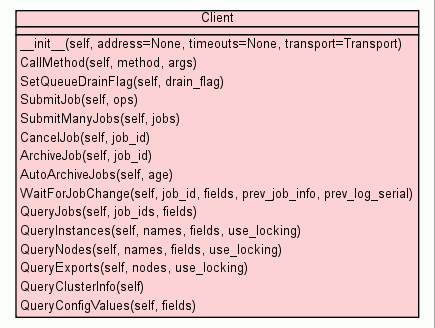 Client
__init__(self, address=None, timeouts=None, transport=Transport)
CallMethod(self, method, args)
SetQueueDrainFlag(self, drain_flag)
SubmitJob(self, ops)
SubmitManyJobs(self, jobs)
CancelJob(self, job_id)
ArchiveJob(self, job_id)
AutoArchiveJobs(self, age)
WaitForJobChange(self, job_id, fields, prev_job_info, prev_log_serial)
QueryJobs(self, job_ids, fields)
QueryInstances(self, names, fields, use_locking)
QueryNodes(self, names, fields, use_locking)
QueryExports(self, nodes, use_locking)
QueryClusterInfo(self)
QueryConfigValues(self, fields)